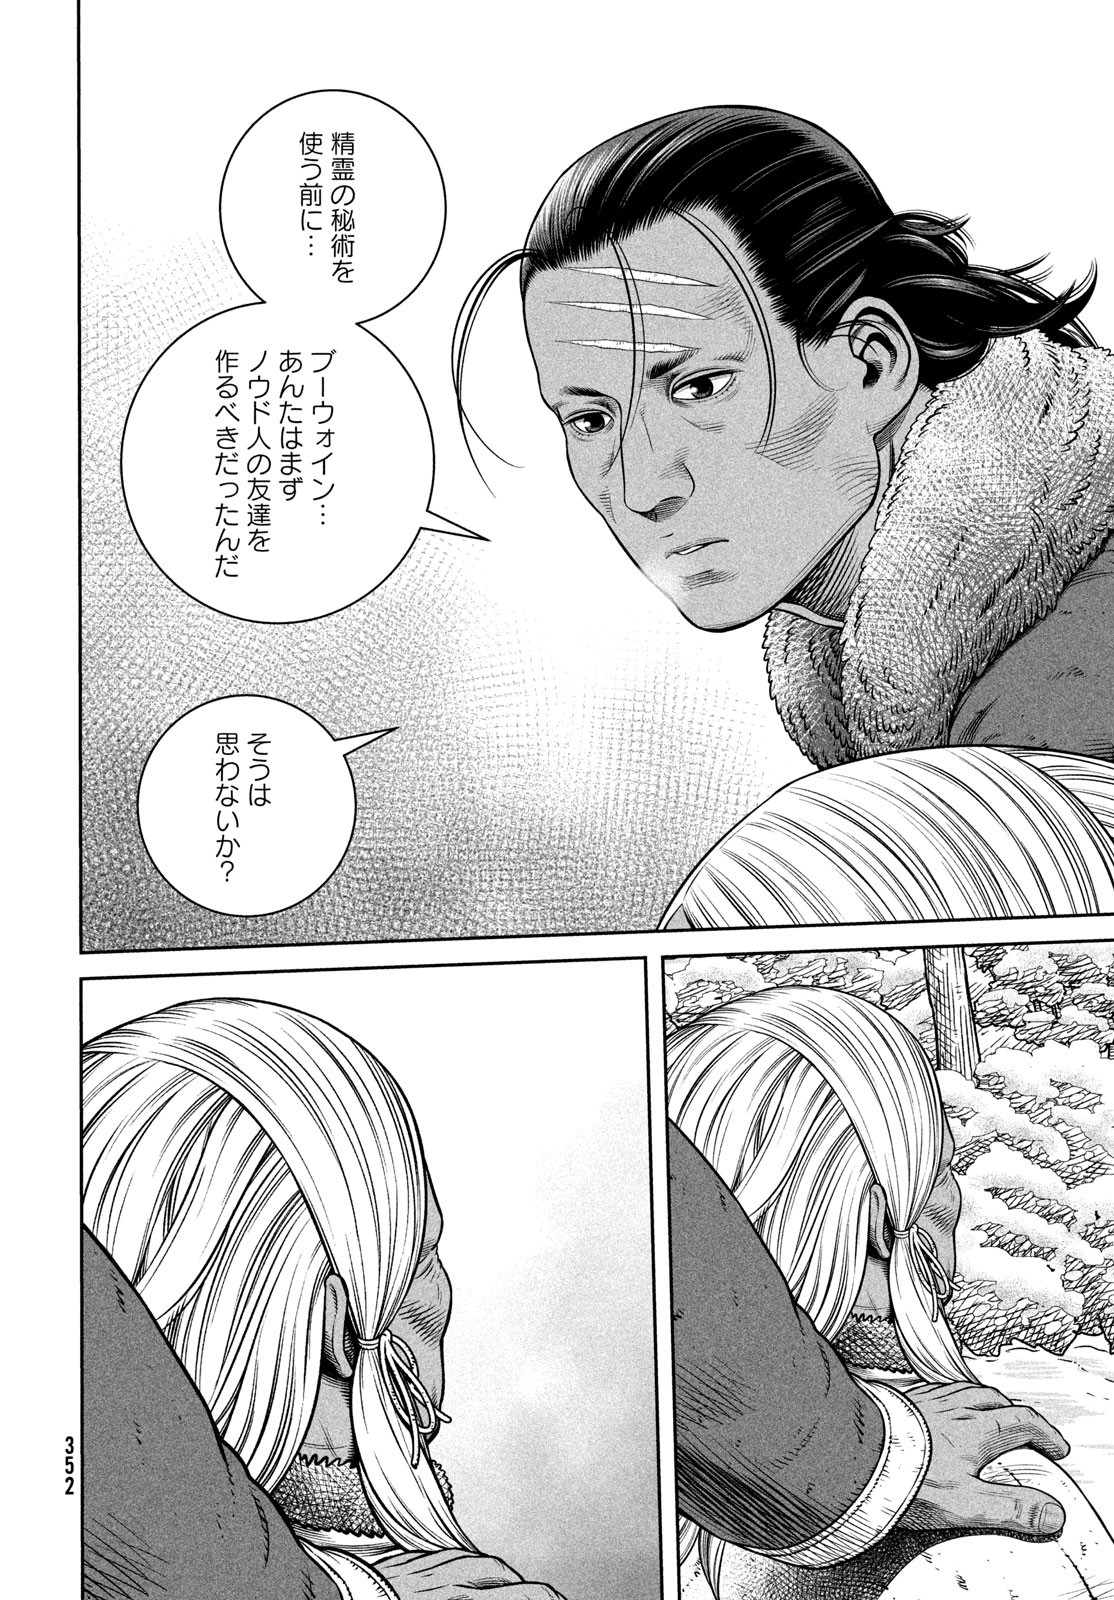 精霊の秘術を
使う前に…
ブーウォイン…
あんたはまず
ノウド人の友達を
作るべきだったんだ
そうは
思わないか?
352